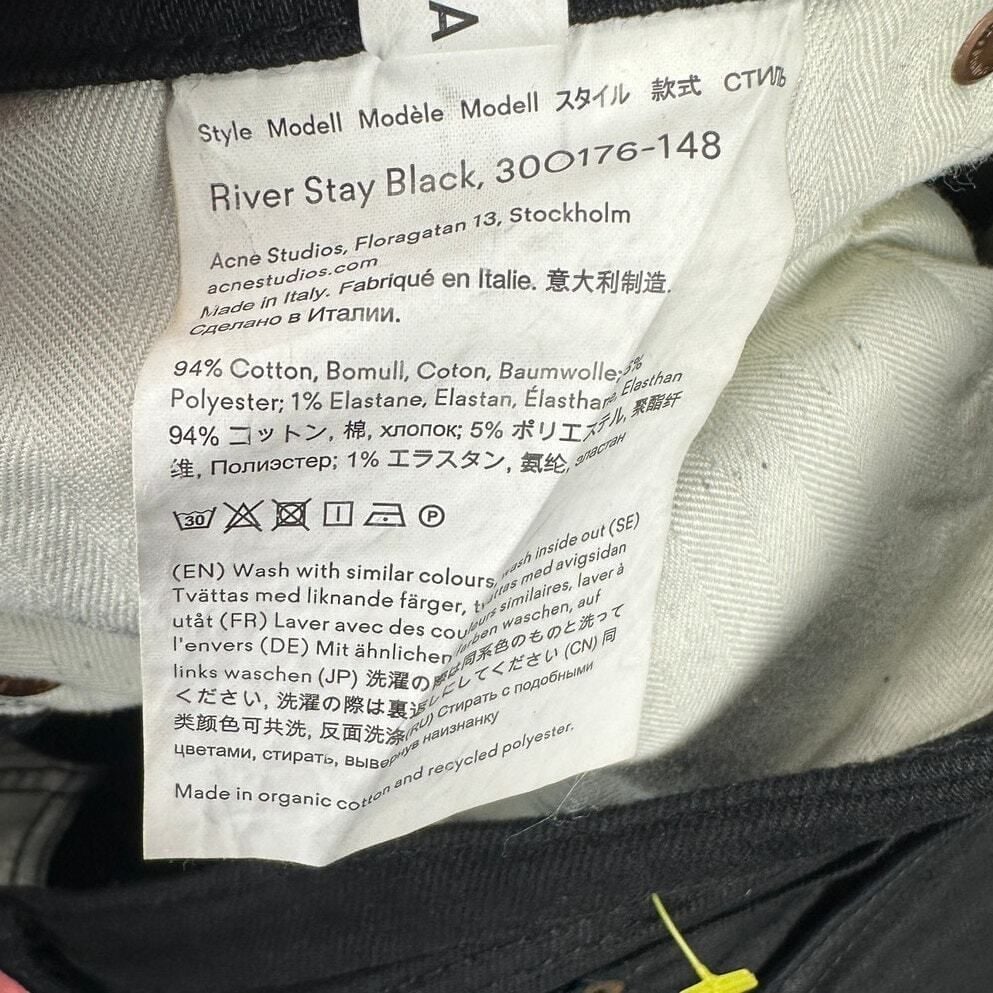 A
Style Modell Modèle Modell スタイル 款式 СТИЛЬ
River Stay Black, 30O176-148
Acne Studios, Floragatan 13, Stockholm
acnestudios.com
Made in Italy. Fabriqué en Italie. 意大利制造.
Сделано в Италии.
94% Cotton, Bomull, Coton, Baumwolle; 5%
Polyester; 1% Elastane, Elastan, Élasthane, Elasthan
94% コットン, 棉, хлопок; 5% ポリエステル, 聚酯纤
维, Полиэстер; 1% エラスタン, 氨纶, эластан
30 P
(EN) Wash with similar colours, wash inside out (SE)
Tvättas med liknande färger, tvättas med avigsidan
utåt (FR) Laver avec des couleurs similaires, laver à
l'envers (DE) Mit ähnlichen farben waschen, auf
links waschen (JP) 洗濯の際は同系色のものと洗って
ください, 洗濯の際は裏返しにしてください (CN) 同
类颜色可共洗, 反面洗涤 (RU) Стирать с подобными
цветами, стирать, вывернув наизнанку
Made in organic cotton and recycled polyester.